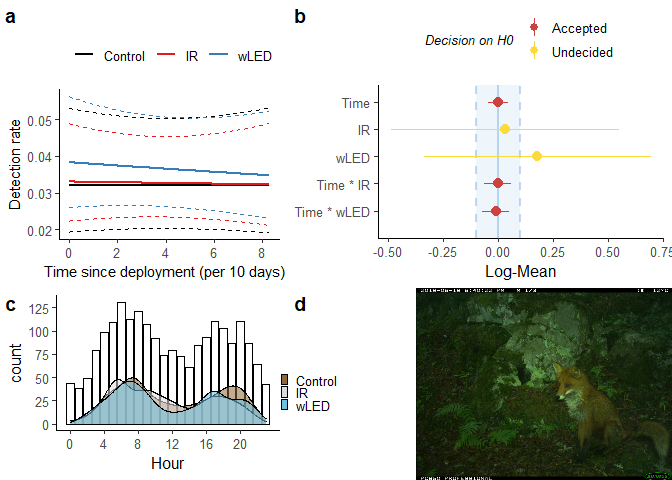 a
Control IR wLED
Detection rate
0.05
0.04
0.03
0.02
0 2 4 6 8
Time since deployment (per 10 days)
b
Decision on H0
Accepted
Undecided
Time
IR
wLED
Time * IR
Time * wLED
-0.50 -0.25 0.00 0.25 0.50 0.75
Log-Mean
c
count
125
100
75
50
25
0
0 4 8 12 16 20
Hour
Control
IR
wLED
d
PC850 PROFESSIONAL